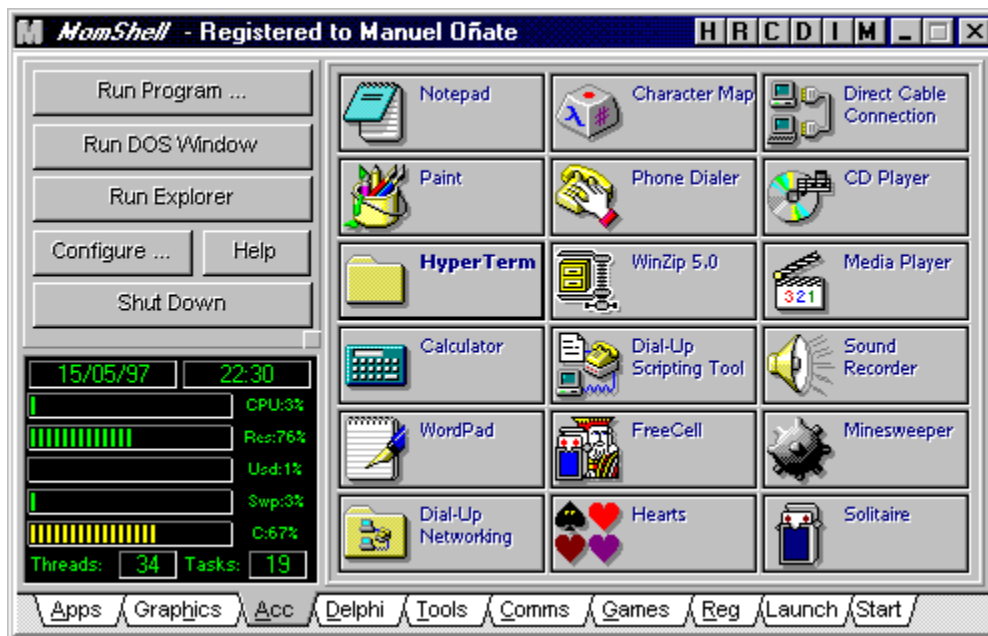 MomShell - Registered to Manuel Oñate
H R C D I M
Run Program ...
Run DOS Window
Run Explorer
Configure ...
Help
Shut Down
15/05/97
22:30
CPU:3%
Res:76%
Usd:1%
Swp:3%
C:67%
Threads: 34 Tasks: 19
Notepad
Character Map
Direct Cable
Connection
Paint
Phone Dialer
CD Player
HyperTerm
WinZip 5.0
Media Player
321
Calculator
Dial-Up
Scripting Tool
Sound
Recorder
WordPad
FreeCell
Minesweeper
Dial-Up
Networking
Hearts
Solitaire
Apps Graphics Acc Delphi Tools Comms Games Reg Launch Start